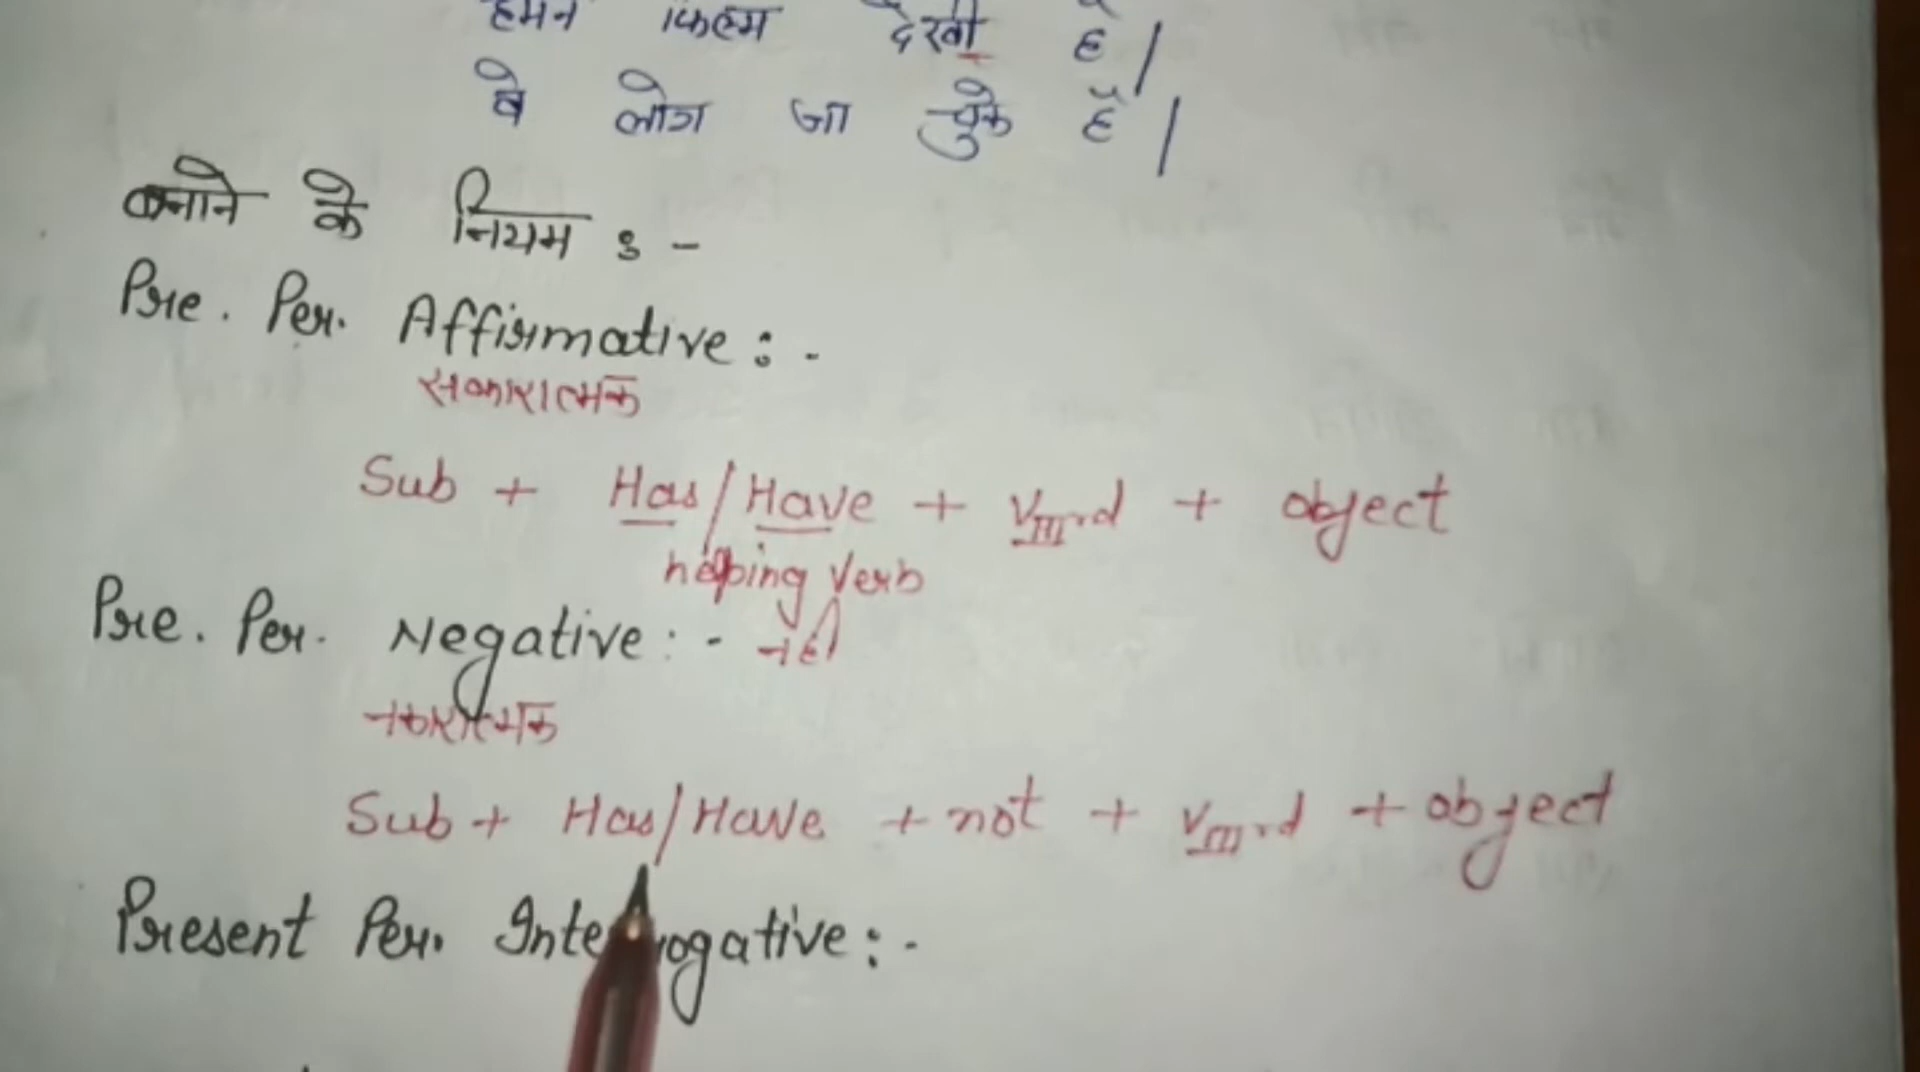 हमने फिल्म देखी है।
वे लोग जा चुके हैं।
बनाने के नियम :-
Pre. Per. Affirmative :-
सकारात्मक
Sub + Has/Have + VIIIrd + object
helping verb
Pre. Per. Negative :- नहीं
नकारात्मक
Sub + Has/Have + not + VIIIrd + object
Present Per. Interrogative :-